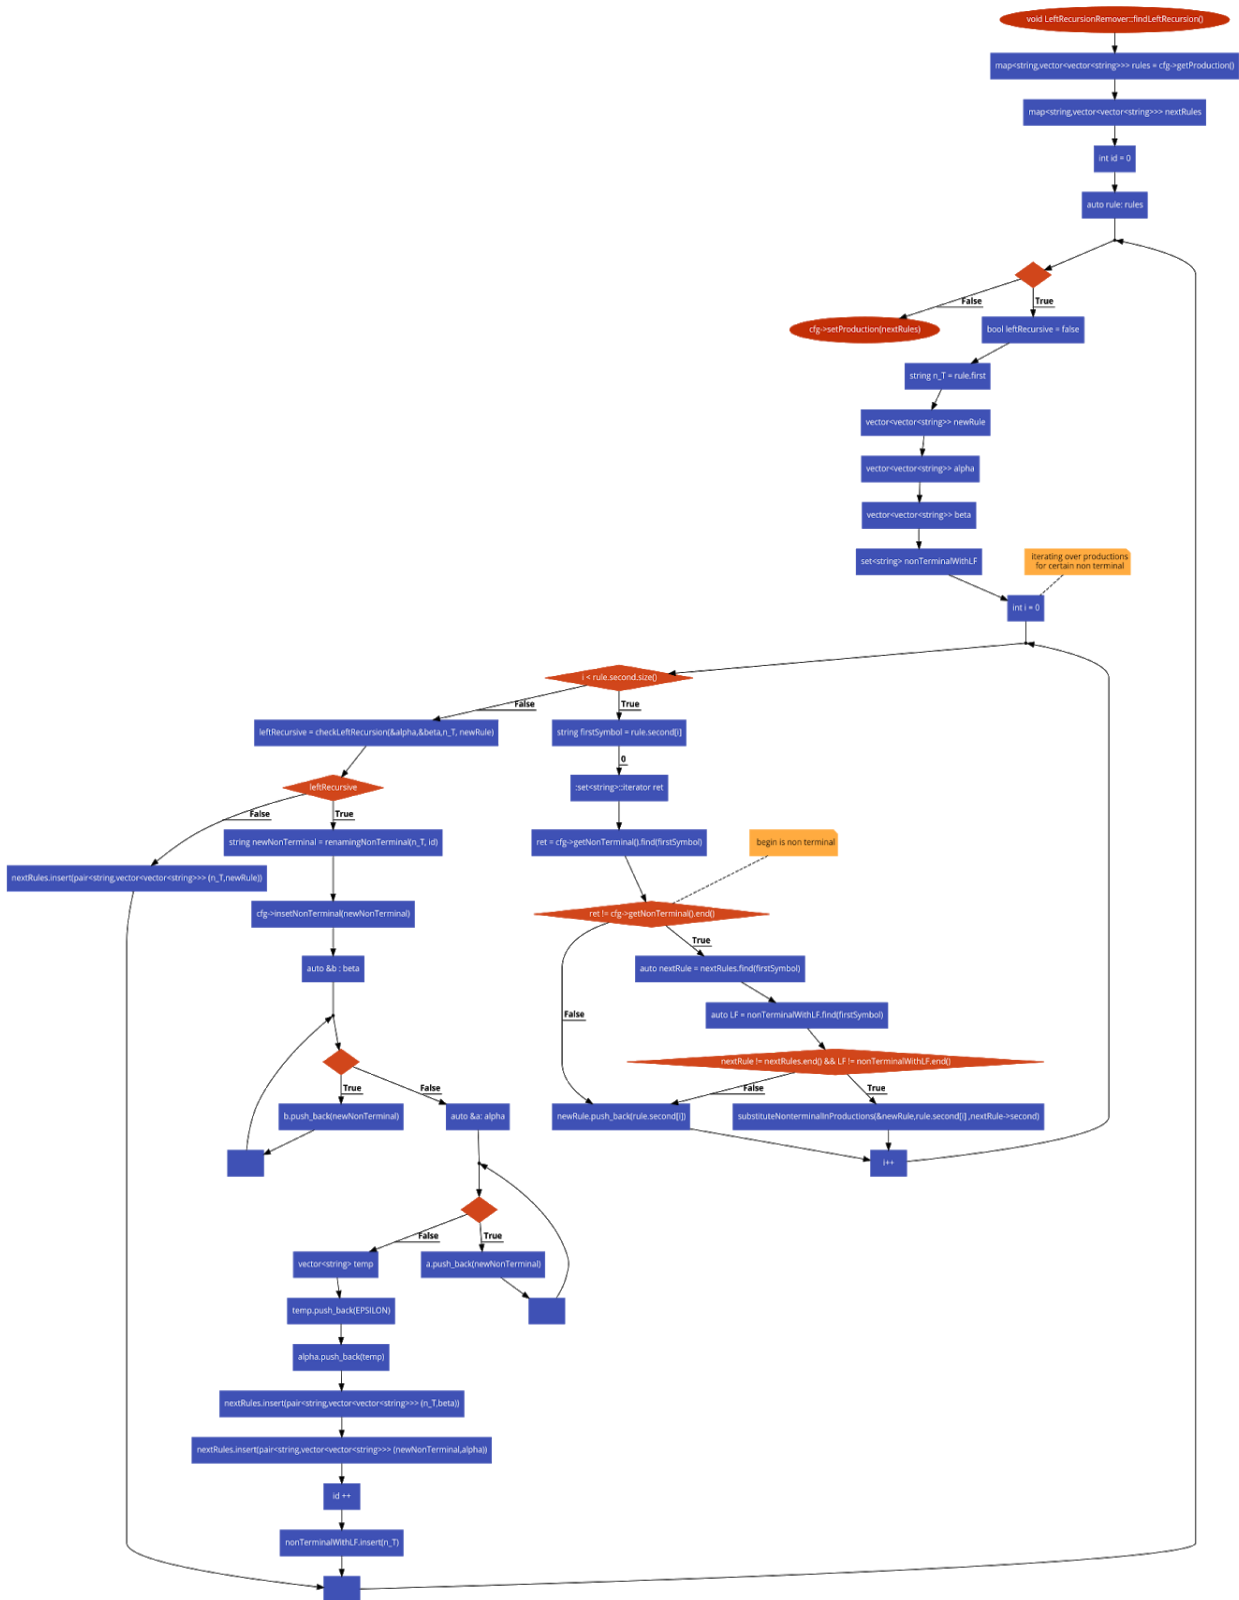 void LeftRecursionRemover::findLeftRecursion()
map<string,vector<vector<string>>> rules = cfg->getProduction()
map<string,vector<vector<string>>> nextRules
int id = 0
auto rule: rules
False
True
cfg->setProduction(nextRules)
bool leftRecursive = false
string n_T = rule.first
vector<vector<string>> newRule
vector<vector<string>> alpha
vector<vector<string>> beta
set<string> nonTerminalWithLF
iterating over productions
for certain non terminal
int i = 0
i < rule.second.size()
False
True
leftRecursive = checkLeftRecursion(&alpha,&beta,n_T, newRule)
string firstSymbol = rule.second[i]
0
leftRecursive
:set<string>::iterator ret
False
True
string newNonTerminal = renamingNonTerminal(n_T, id)
ret = cfg->getNonTerminal().find(firstSymbol)
begin is non terminal
nextRules.insert(pair<string,vector<vector<string>>> (n_T,newRule))
cfg->insetNonTerminal(newNonTerminal)
ret != cfg->getNonTerminal().end()
True
auto &b : beta
auto nextRule = nextRules.find(firstSymbol)
False
auto LF = nonTerminalWithLF.find(firstSymbol)
nextRule != nextRules.end() && LF != nonTerminalWithLF.end()
True
False
False
True
b.push_back(newNonTerminal)
auto &a: alpha
newRule.push_back(rule.second[i])
substituteNonterminalInProductions(&newRule,rule.second[i] ,nextRule->second)
i++
False
True
vector<string> temp
a.push_back(newNonTerminal)
temp.push_back(EPSILON)
alpha.push_back(temp)
nextRules.insert(pair<string,vector<vector<string>>> (n_T,beta))
nextRules.insert(pair<string,vector<vector<string>>> (newNonTerminal,alpha))
id ++
nonTerminalWithLF.insert(n_T)